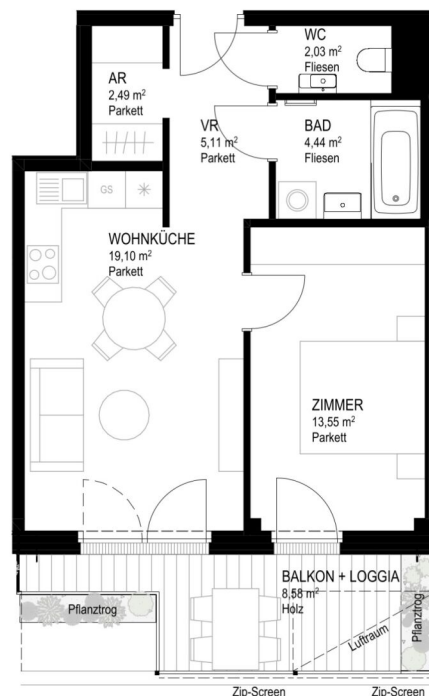 WC
2,03 m²
Fliesen
AR
2,49 m²
Parkett
VR
5,11 m²
Parkett
BAD
4,44 m²
Fliesen
GS
WOHNKÜCHE
19,10 m²
Parkett
ZIMMER
13,55 m²
Parkett
BALKON + LOGGIA
8,58 m²
Holz
Pflanztrog
Luftraum
Pflanztrog
Zip-Screen
Zip-Screen